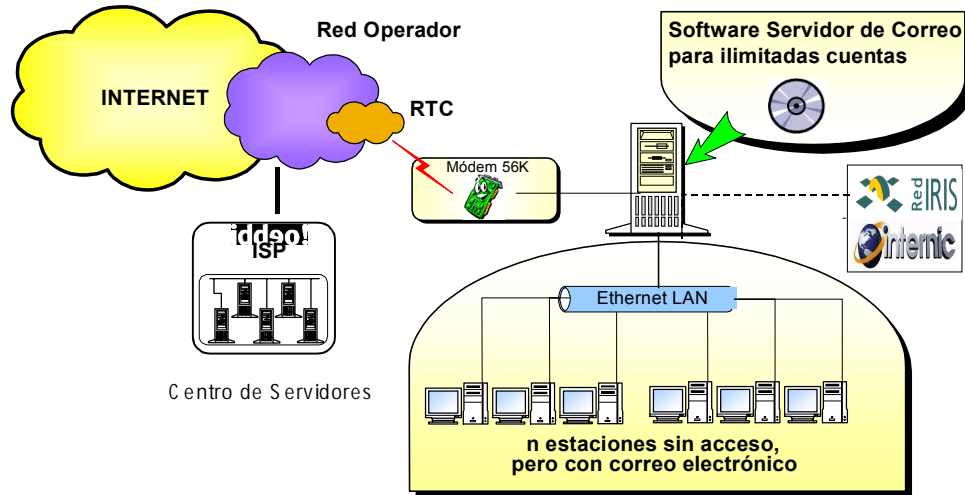 Red Operador
INTERNET
RTC
Software Servidor de Correo
para ilimitadas cuentas
Módem 56K
Red IRIS
internic
ISP
Ethernet LAN
Centro de Servidores
n estaciones sin acceso,
pero con correo electrónico